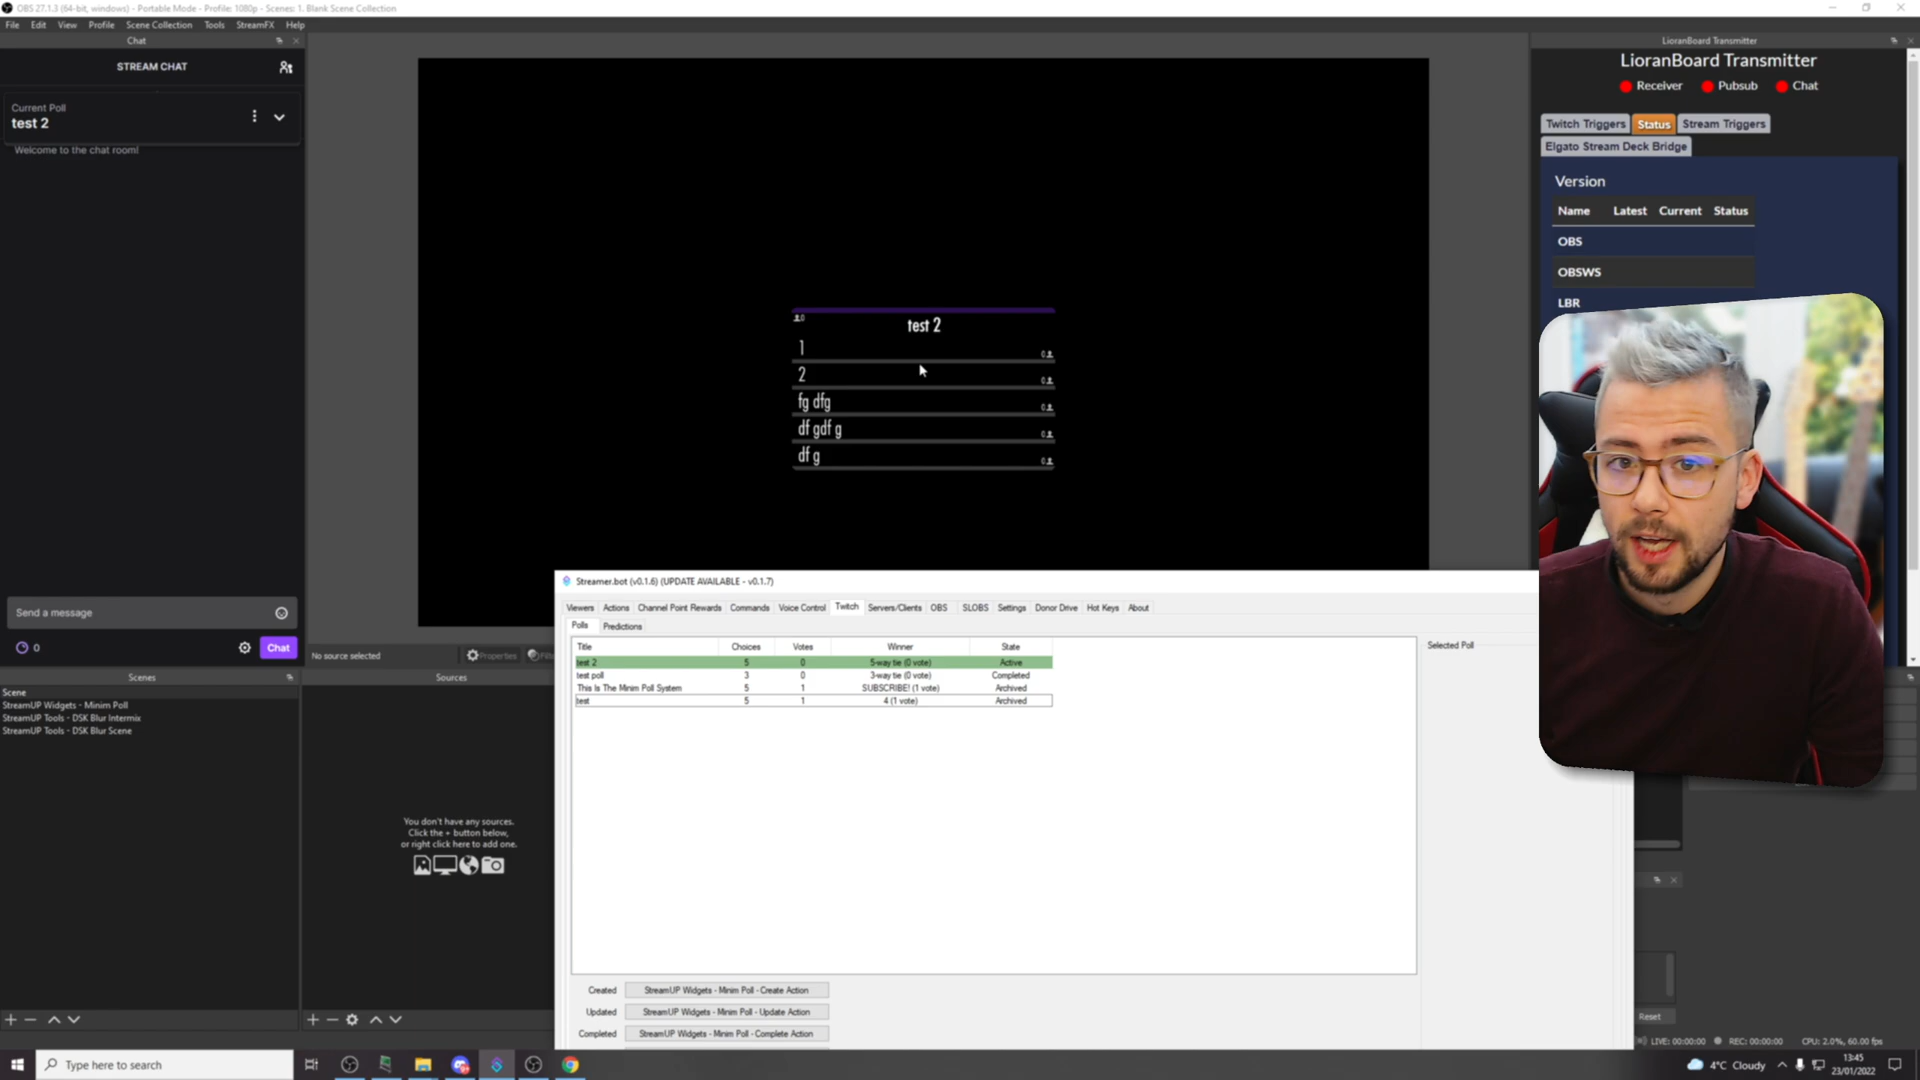 OBS 27.1.3 (64-bit, windows) - Portable Mode - Profile: 1080p - Scenes: 1. Blank Scene Collection
File Edit View Profile Scene Collection Tools StreamFX Help
Chat
STREAM CHAT
Current Poll
test 2
Welcome to the chat room!
Send a message
0
Chat
Scenes
Scene
StreamUP Widgets - Minim Poll
StreamUP Tools - DSK Blur Intermix
StreamUP Tools - DSK Blur Scene
No source selected
Properties
Sources
You don't have any sources.
Click the + button below,
or right click here to add one.
0
test 2
1 0
2 0
fg dfg 0
df gdf g 0
df g 0
LioranBoard Transmitter
LioranBoard Transmitter
Receiver Pubsub Chat
Twitch Triggers Status Stream Triggers
Elgato Stream Deck Bridge
Version
Name Latest Current Status
OBS
OBSWS
LBR
Streamer.bot (v0.1.6) (UPDATE AVAILABLE - v0.1.7)
Viewers Actions Channel Point Rewards Commands Voice Control Twitch Servers/Clients OBS SLOBS Settings Donor Drive Hot Keys About
Polls Predictions
Title Choices Votes Winner State
test 2 5 0 5-way tie (0 vote) Active
test poll 3 0 3-way tie (0 vote) Completed
This Is The Minim Poll System 5 1 SUBSCRIBE! (1 vote) Archived
test 5 1 4 (1 vote) Archived
Selected Poll
Created StreamUP Widgets - Minim Poll - Create Action
Updated StreamUP Widgets - Minim Poll - Update Action
Completed StreamUP Widgets - Minim Poll - Complete Action
Reset
LIVE: 00:00:00 REC: 00:00:00 CPU: 2.0%, 60.00 fps
Type here to search
4°C Cloudy
13:45
23/01/2022